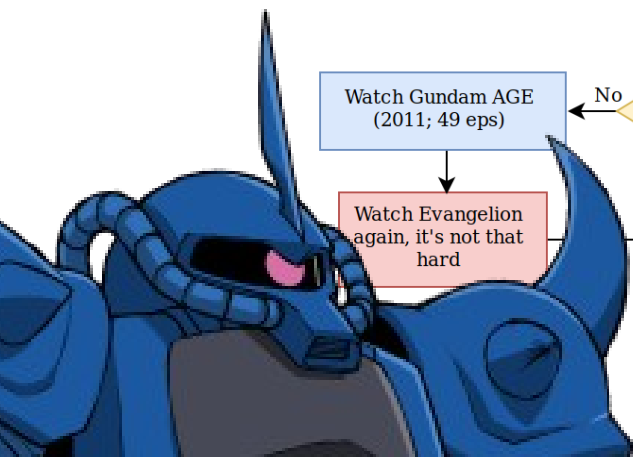 No
Watch Gundam AGE
(2011; 49 eps)
Watch Evangelion
again, it's not that
hard